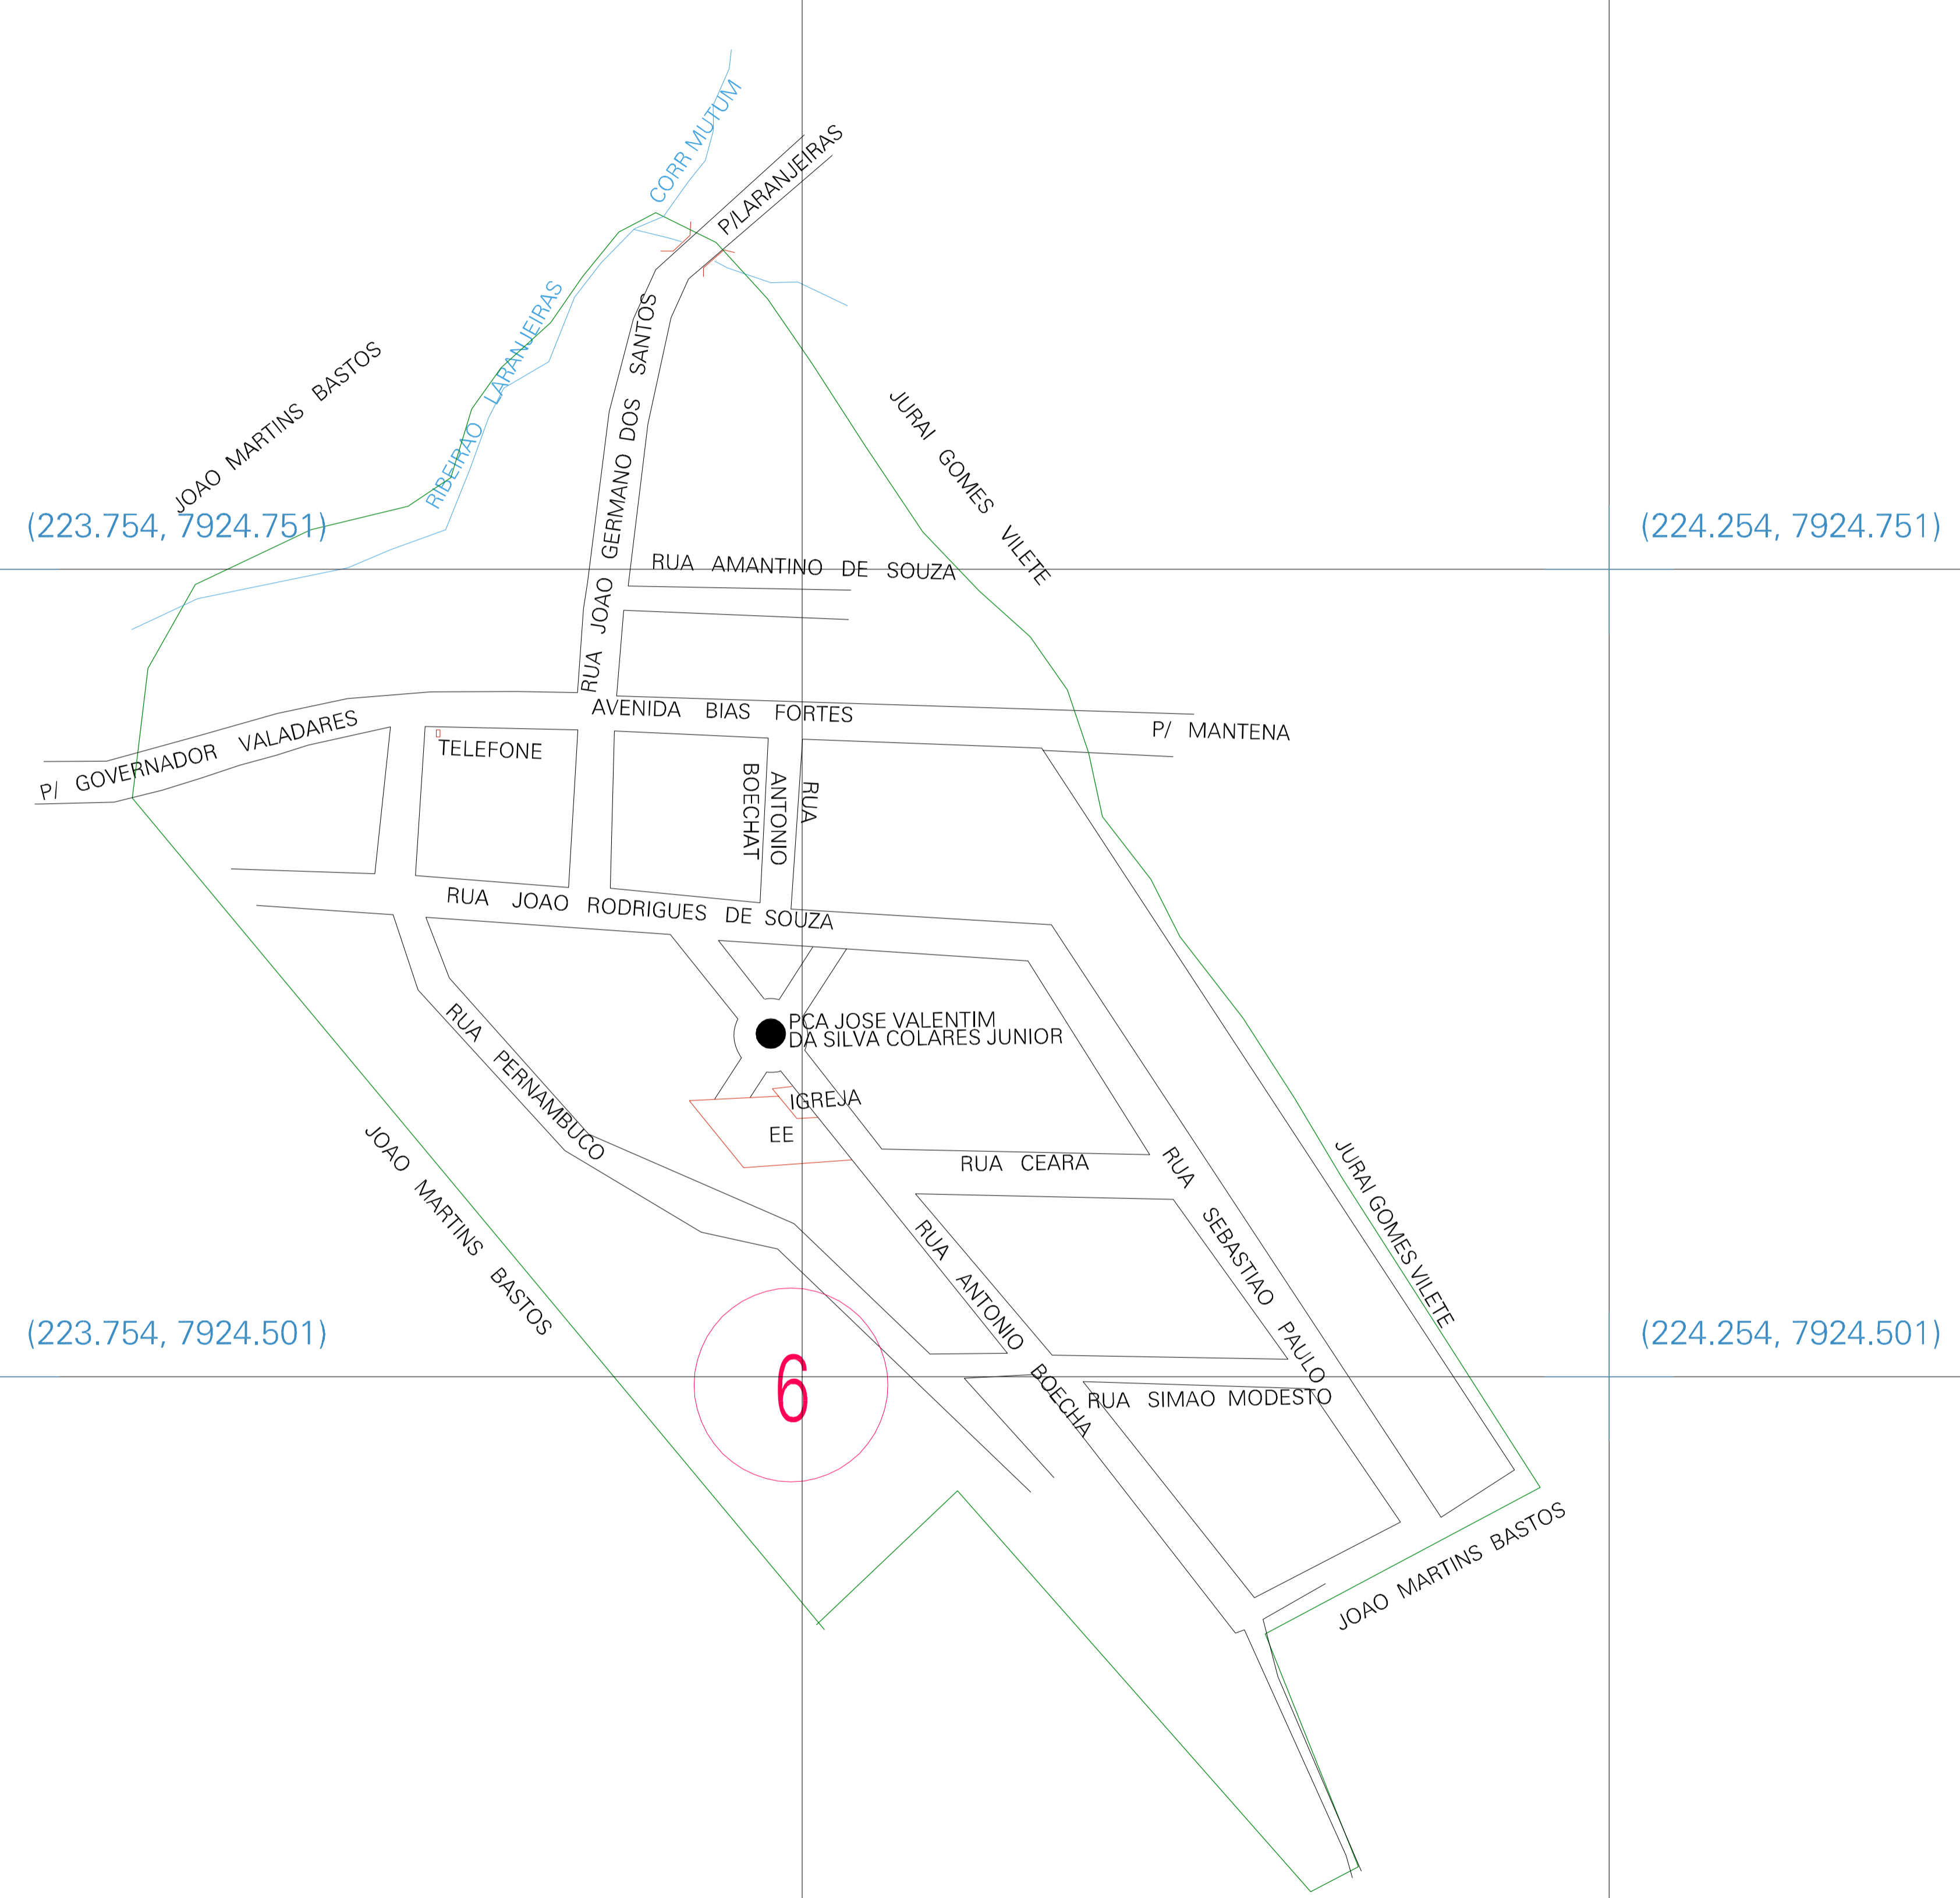 CORR MUTUM
P/LARANJEIRAS
RIBEIRAO LARANJEIRAS
RUA JOAO GERMANO DOS SANTOS
JOAO MARTINS BASTOS
JURAI GOMES VILETE
(223.754, 7924.751)
(224.254, 7924.751)
RUA AMANTINO DE SOUZA
AVENIDA BIAS FORTES
P/ MANTENA
P/ GOVERNADOR VALADARES
TELEFONE
RUA
ANTONIO
BOECHAT
RUA JOAO RODRIGUES DE SOUZA
PCA JOSE VALENTIM
DA SILVA COLARES JUNIOR
RUA PERNAMBUCO
IGREJA
EE
RUA CEARA
JOAO MARTINS BASTOS
RUA SEBASTIAO PAULO
JURAI GOMES VILETE
RUA ANTONIO BOECHA
(223.754, 7924.501)
(224.254, 7924.501)
6
RUA SIMAO MODESTO
JOAO MARTINS BASTOS